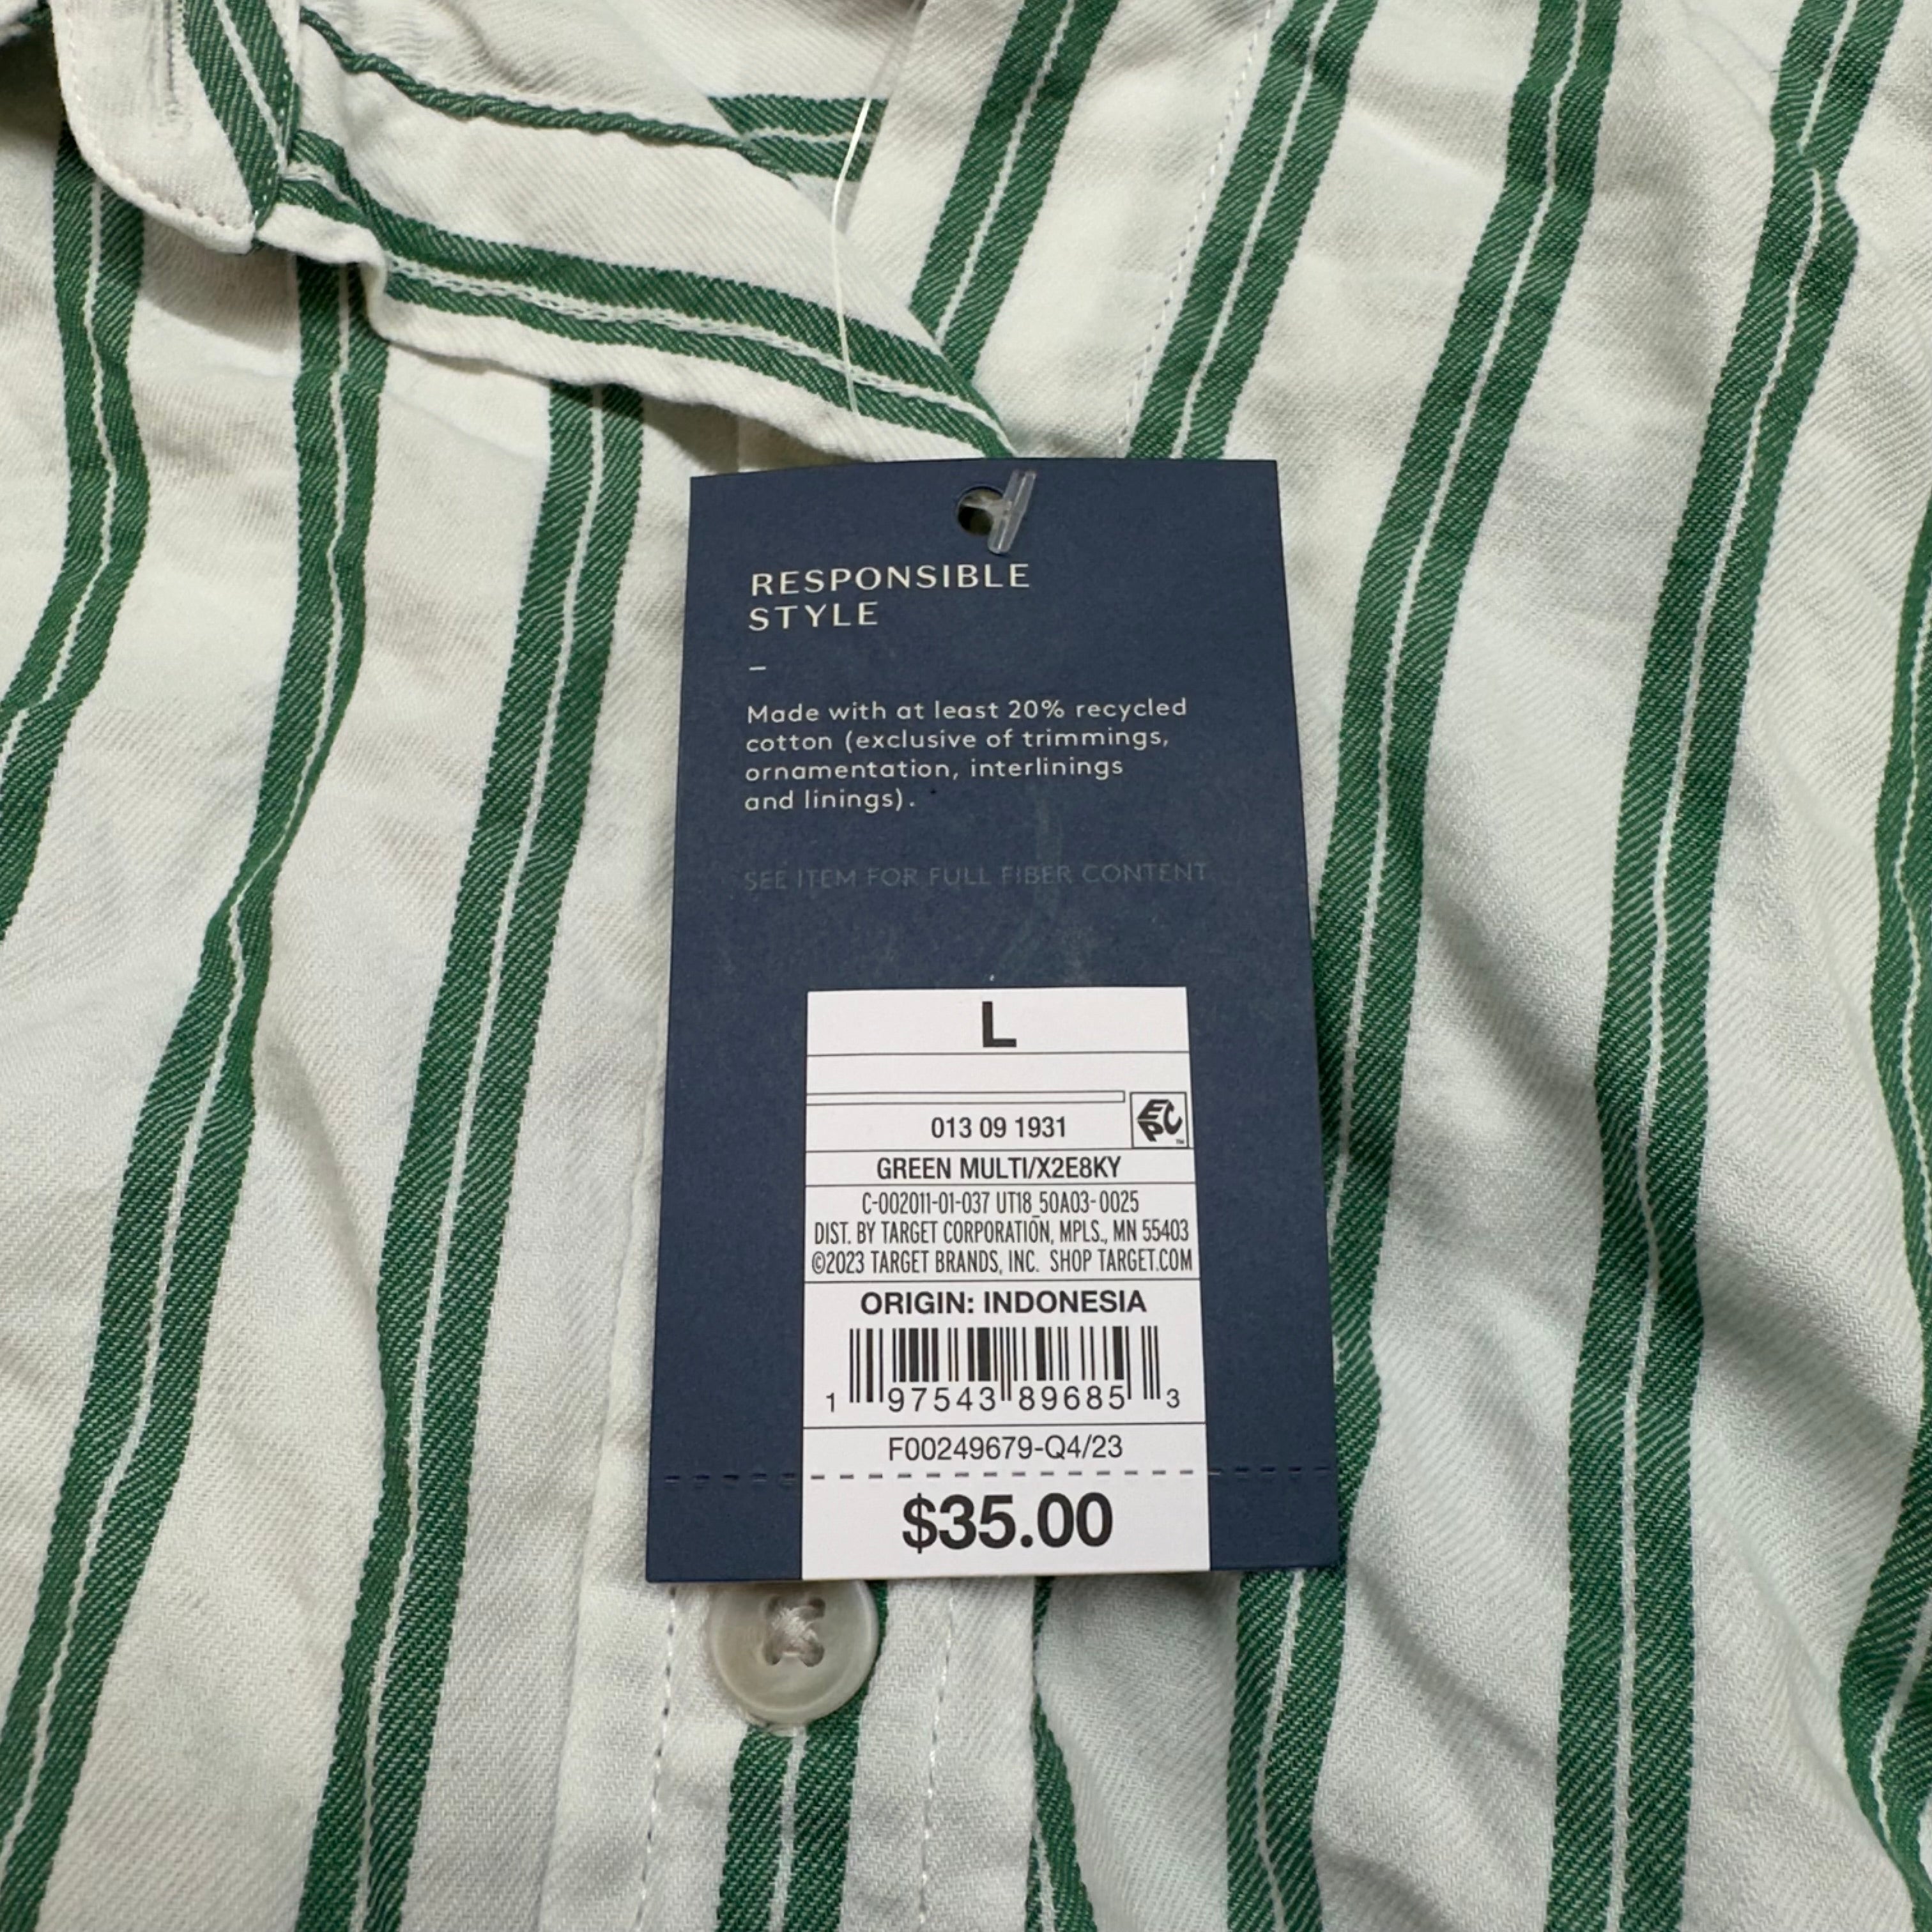 RESPONSIBLE
STYLE
–
Made with at least 20% recycled
cotton (exclusive of trimmings,
ornamentation, interlinings
and linings).
SEE ITEM FOR FULL FIBER CONTENT
L
013 09 1931
EPC™
GREEN MULTI/X2E8KY
C-002011-01-037 UT18_50A03-0025
DIST. BY TARGET CORPORATION, MPLS., MN 55403
©2023 TARGET BRANDS, INC. SHOP TARGET.COM
ORIGIN: INDONESIA
1 97543 89685 3
F00249679-Q4/23
$35.00